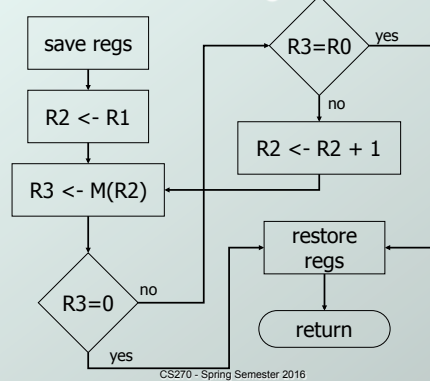 save regs
R2 <- R1
R3 <- M(R2)
R3=0
no
yes
R3=R0
yes
no
R2 <- R2 + 1
restore
regs
return
CS270 - Spring Semester 2016